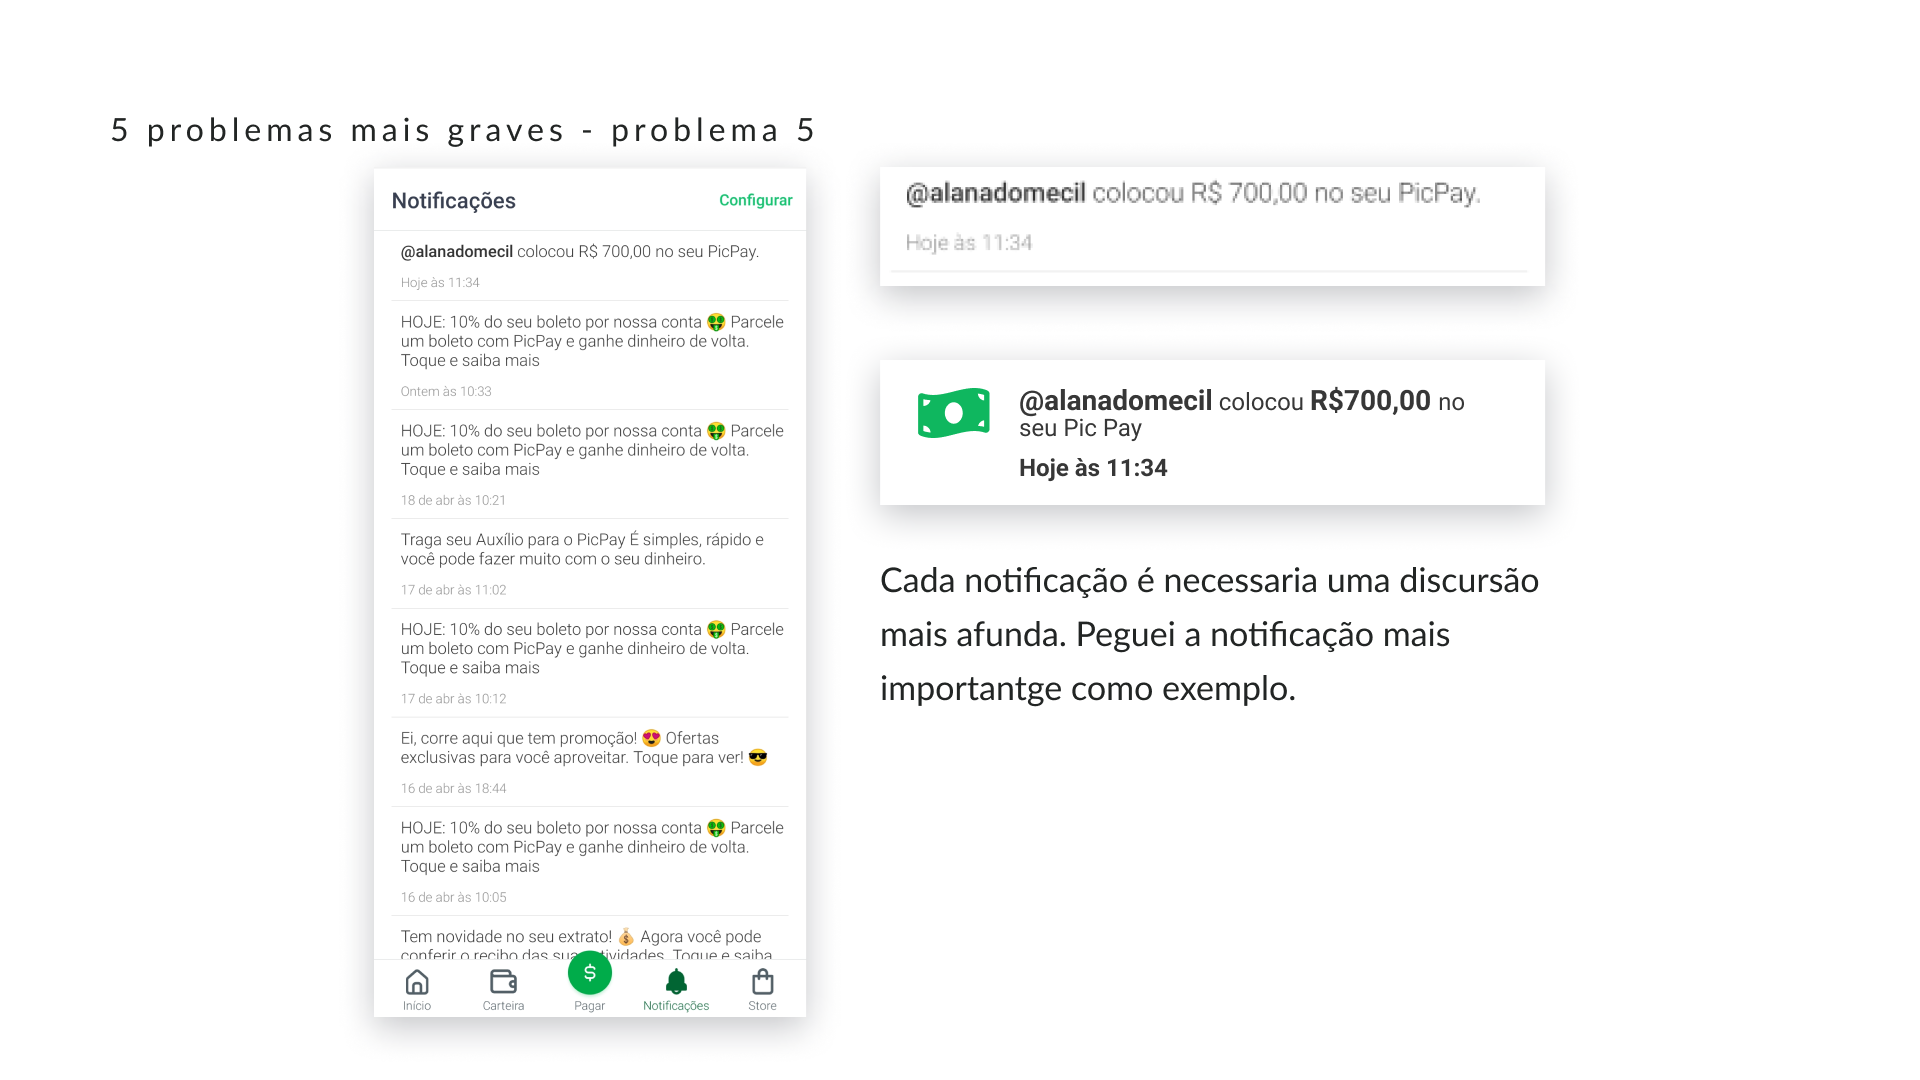 5 problemas mais graves - problema 5
Notificações
Configurar
@alanadomecil colocou R$ 700,00 no seu PicPay.
Hoje às 11:34
HOJE: 10% do seu boleto por nossa conta 🤑 Parcele
um boleto com PicPay e ganhe dinheiro de volta.
Toque e saiba mais
Ontem às 10:33
HOJE: 10% do seu boleto por nossa conta 🤑 Parcele
um boleto com PicPay e ganhe dinheiro de volta.
Toque e saiba mais
18 de abr às 10:21
Traga seu Auxílio para o PicPay É simples, rápido e
você pode fazer muito com o seu dinheiro.
17 de abr às 11:02
HOJE: 10% do seu boleto por nossa conta 🤑 Parcele
um boleto com PicPay e ganhe dinheiro de volta.
Toque e saiba mais
17 de abr às 10:12
Ei, corre aqui que tem promoção! 😍 Ofertas
exclusivas para você aproveitar. Toque para ver! 😎
16 de abr às 18:44
HOJE: 10% do seu boleto por nossa conta 🤑 Parcele
um boleto com PicPay e ganhe dinheiro de volta.
Toque e saiba mais
16 de abr às 10:05
Tem novidade no seu extrato! 💰 Agora você pode
conferir o recibo das suas atividades. Toque e saiba
$
Início
Carteira
Pagar
Notificações
Store
@alanadomecil colocou R$ 700,00 no seu PicPay.
Hoje às 11:34
@alanadomecil colocou R$700,00 no
seu Pic Pay
Hoje às 11:34
Cada notificação é necessaria uma discursão
mais afunda. Peguei a notificação mais
importantge como exemplo.